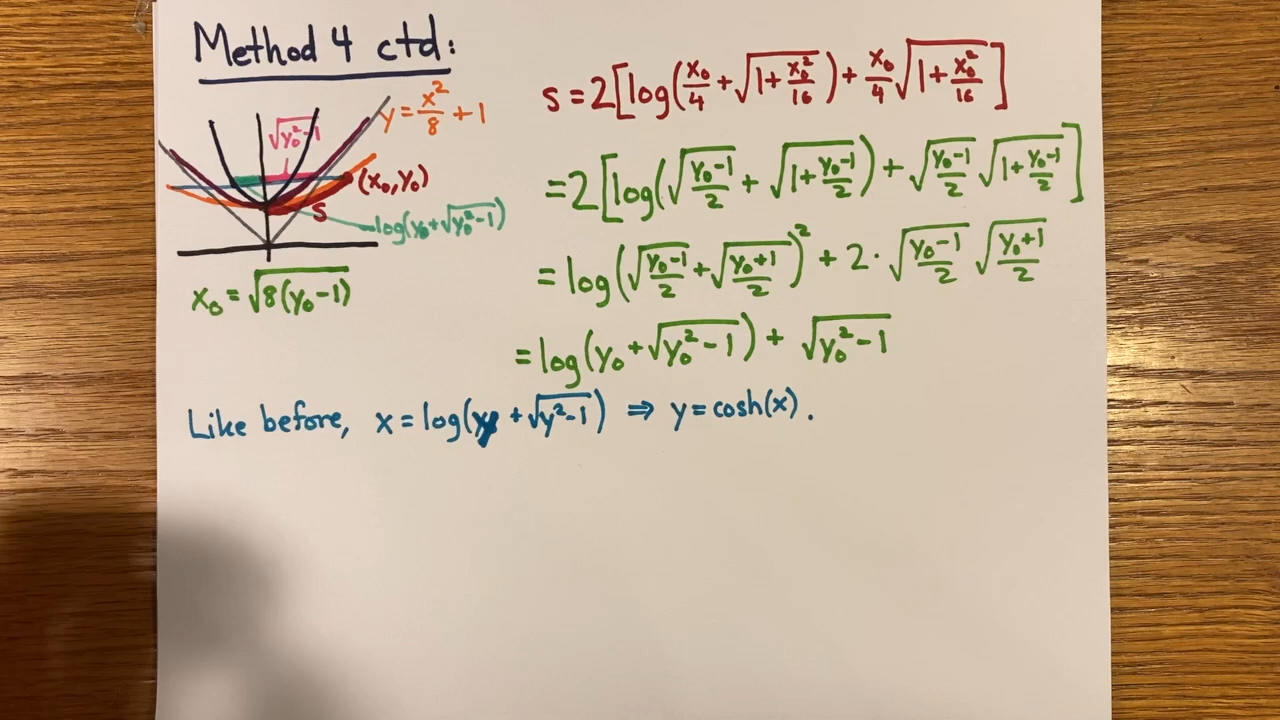 Method 4 ctd:
y = x²/8 + 1
√(y₀²-1)
(x₀,y₀)
s
log(y₀+√(y₀²-1))
x₀ = √(8(y₀-1))
s = 2[log(x₀/4 + √(1+x₀²/16)) + x₀/4 √(1+x₀²/16)]
= 2[log(√((y₀-1)/2) + √(1+(y₀-1)/2)) + √((y₀-1)/2) √(1+(y₀-1)/2)]
= log(√((y₀-1)/2) + √((y₀+1)/2))² + 2·√((y₀-1)/2) √((y₀+1)/2)
= log(y₀+√(y₀²-1)) + √(y₀²-1)
Like before, x = log(y + √(y²-1)) ⇒ y = cosh(x).